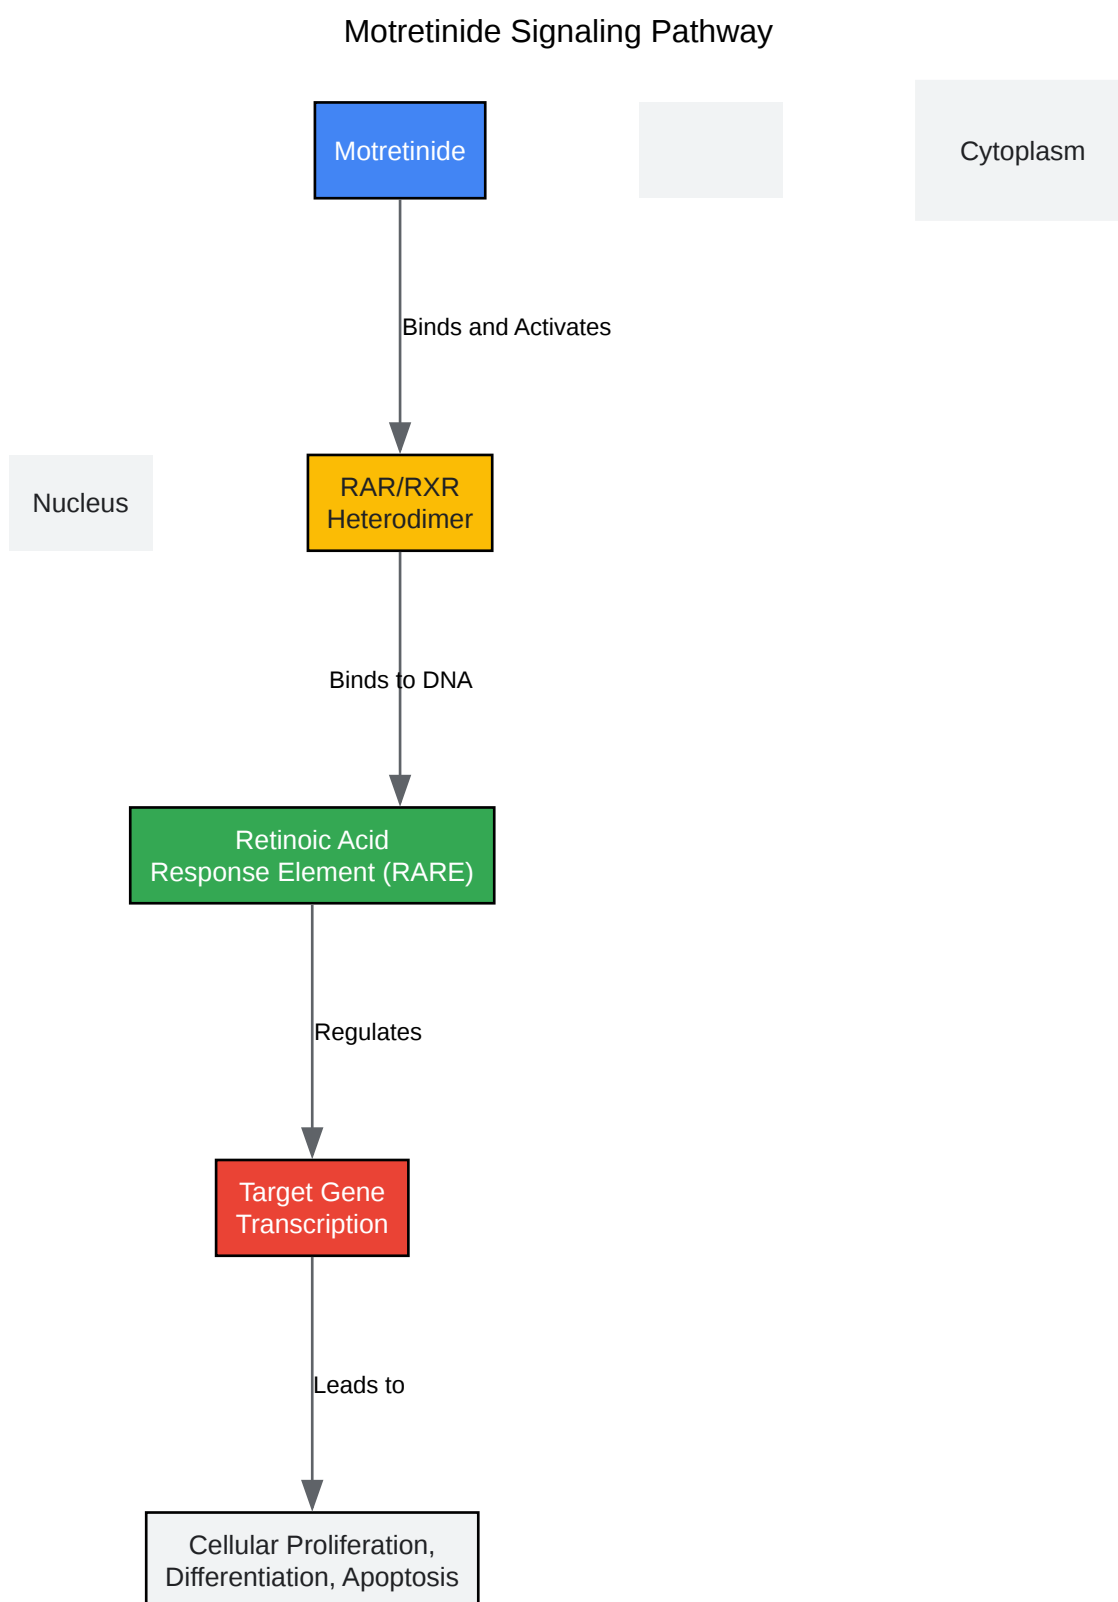 Motretinide Signaling Pathway
Motretinide
Cytoplasm
Binds and Activates
Nucleus
RAR/RXR
Heterodimer
Binds to DNA
Retinoic Acid
Response Element (RARE)
Regulates
Target Gene
Transcription
Leads to
Cellular Proliferation,
Differentiation, Apoptosis